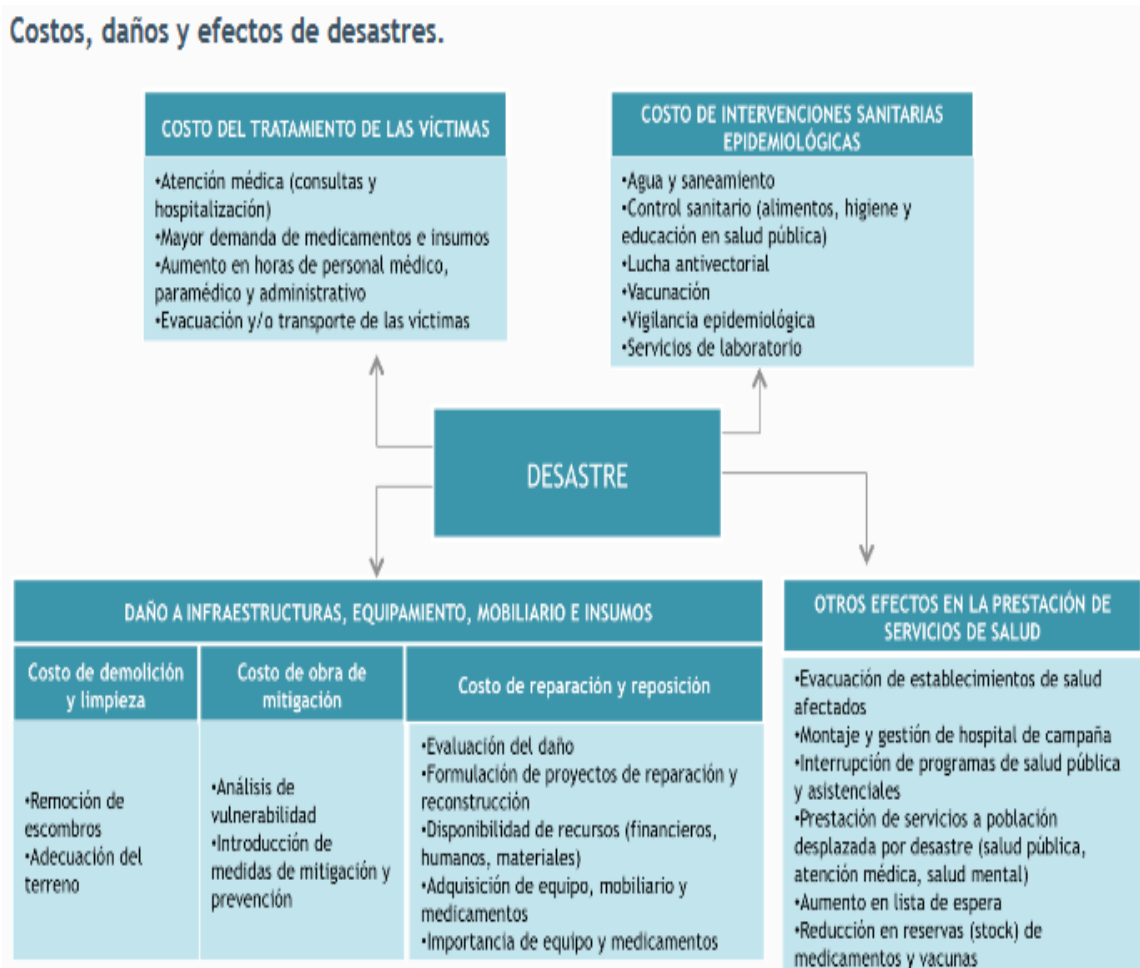 Costos, daños y efectos de desastres.
COSTO DEL TRATAMIENTO DE LAS VÍCTIMAS
•Atención médica (consultas y
hospitalización)
•Mayor demanda de medicamentos e insumos
•Aumento en horas de personal médico,
paramédico y administrativo
•Evacuación y/o transporte de las víctimas
COSTO DE INTERVENCIONES SANITARIAS
EPIDEMIOLÓGICAS
•Agua y saneamiento
•Control sanitario (alimentos, higiene y
educación en salud pública)
•Lucha antivectorial
•Vacunación
•Vigilancia epidemiológica
•Servicios de laboratorio
DESASTRE
DAÑO A INFRAESTRUCTURAS, EQUIPAMIENTO, MOBILIARIO E INSUMOS
Costo de demolición
y limpieza
•Remoción de
escombros
•Adecuación del
terreno
Costo de obra de
mitigación
•Análisis de
vulnerabilidad
•Introducción de
medidas de mitigación y
prevención
Costo de reparación y reposición
•Evaluación del daño
•Formulación de proyectos de reparación y
reconstrucción
•Disponibilidad de recursos (financieros,
humanos, materiales)
•Adquisición de equipo, mobiliario y
medicamentos
•Importancia de equipo y medicamentos
OTROS EFECTOS EN LA PRESTACIÓN DE
SERVICIOS DE SALUD
•Evacuación de establecimientos de salud
afectados
•Montaje y gestión de hospital de campaña
•Interrupción de programas de salud pública
y asistenciales
•Prestación de servicios a población
desplazada por desastre (salud pública,
atención médica, salud mental)
•Aumento en lista de espera
•Reducción en reservas (stock) de
medicamentos y vacunas